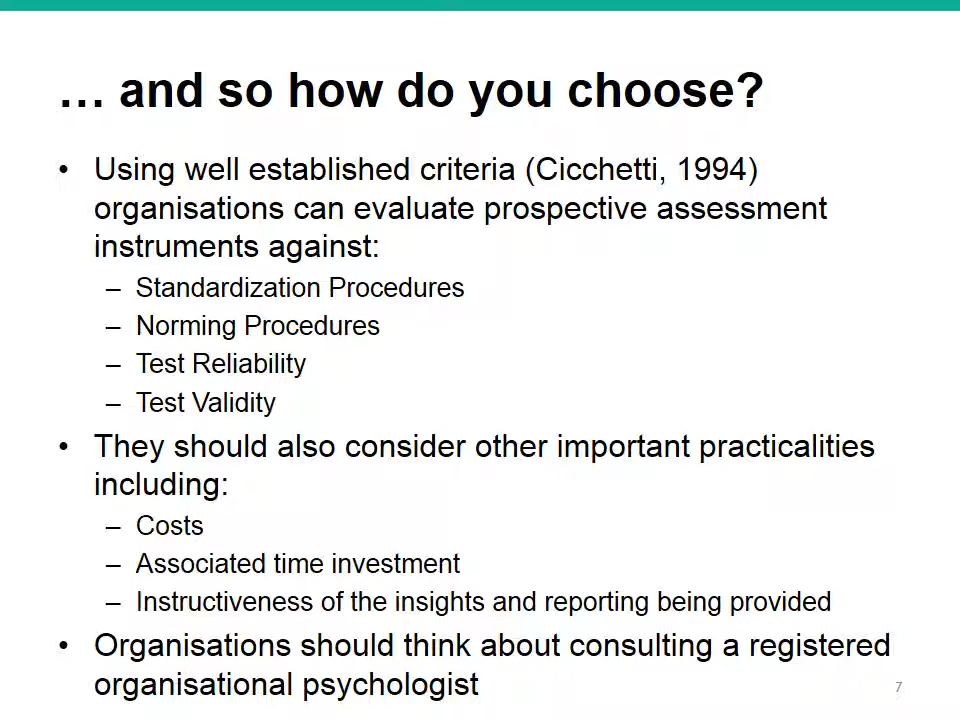 ... and so how do you choose?
• Using well established criteria (Cicchetti, 1994)
organisations can evaluate prospective assessment
instruments against:
– Standardization Procedures
– Norming Procedures
– Test Reliability
– Test Validity
• They should also consider other important practicalities
including:
– Costs
– Associated time investment
– Instructiveness of the insights and reporting being provided
• Organisations should think about consulting a registered
organisational psychologist
7